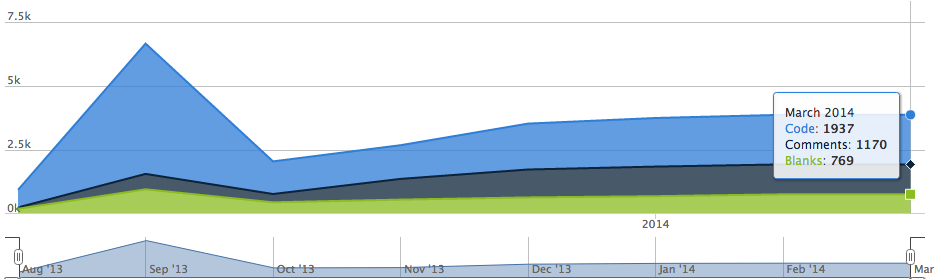 7.5k
5k
2.5k
0k
March 2014
Code: 1937
Comments: 1170
Blanks: 769
2014
Aug '13
Sep '13
Oct '13
Nov '13
Dec '13
Jan '14
Feb '14
Mar